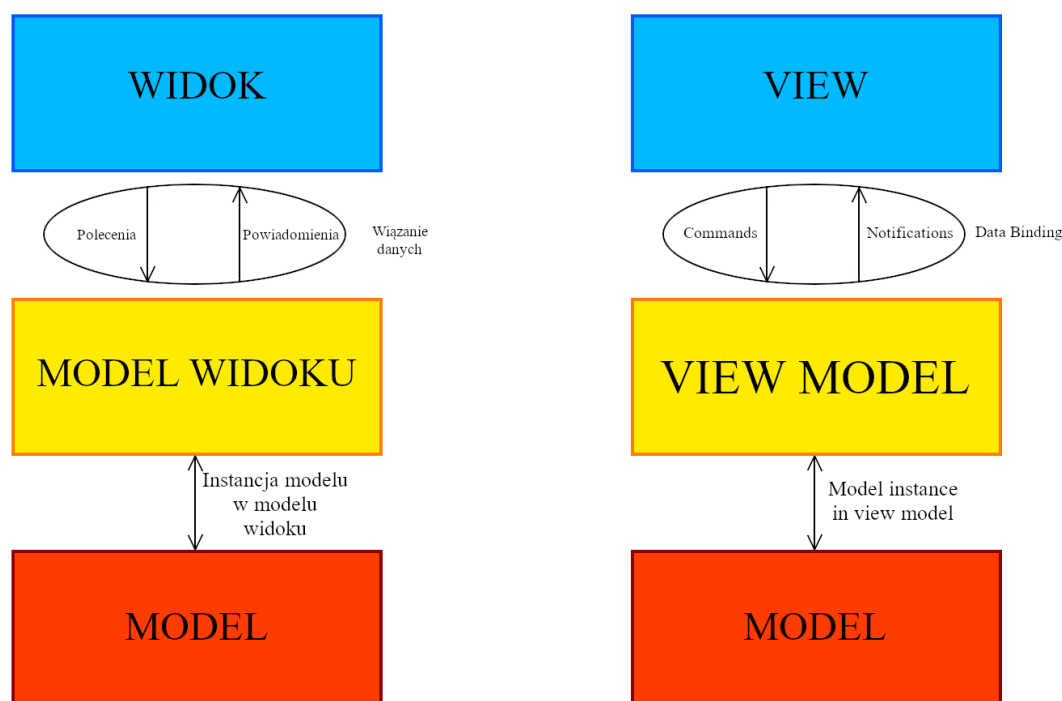 WIDOK
Polecenia
Powiadomienia
Wiązanie
danych
MODEL WIDOKU
Instancja modelu
w modelu
widoku
MODEL
VIEW
Commands
Notifications
Data Binding
VIEW MODEL
Model instance
in view model
MODEL